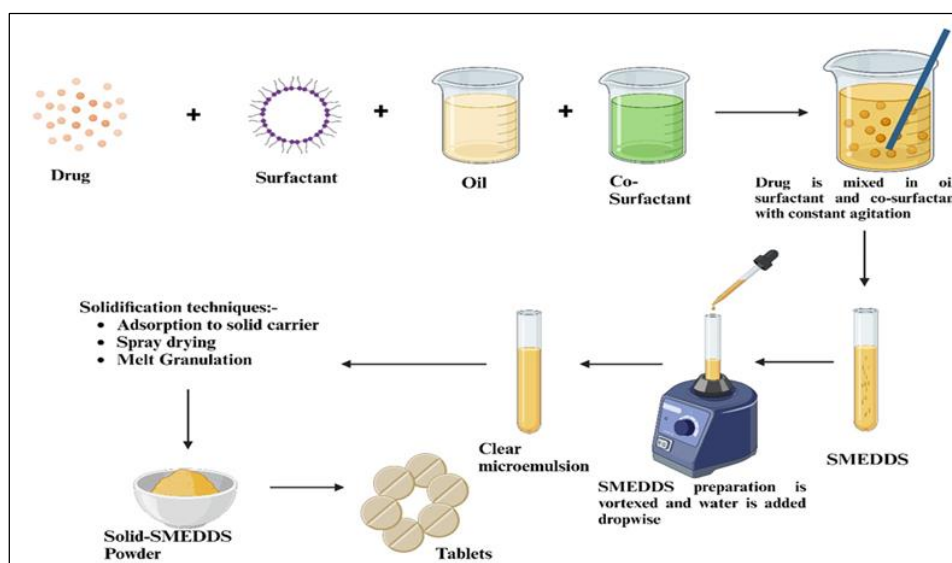 +
+
+
Drug
Surfactant
Oil
Co-
Surfactant
Drug is mixed in oi
surfactant and co-surfactan
with constant agitation
Solidification techniques:-
• Adsorption to solid carrier
• Spray drying
• Melt Granulation
Clear
microemulsion
SMEDDS
SMEDDS preparation is
vortexed and water is added
dropwise
Solid-SMEDDS
Powder
Tablets